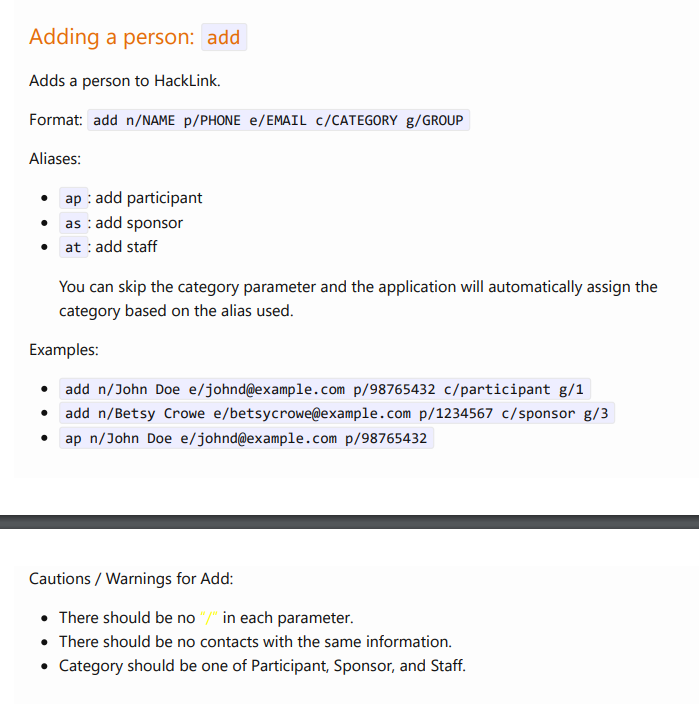 Adding a person: add
Adds a person to HackLink.
Format: add n/NAME p/PHONE e/EMAIL c/CATEGORY g/GROUP
Aliases:
• ap : add participant
• as : add sponsor
• at : add staff
You can skip the category parameter and the application will automatically assign the
category based on the alias used.
Examples:
• add n/John Doe e/johnd@example.com p/98765432 c/participant g/1
• add n/Betsy Crowe e/betsycrowe@example.com p/1234567 c/sponsor g/3
• ap n/John Doe e/johnd@example.com p/98765432
Cautions / Warnings for Add:
• There should be no "/" in each parameter.
• There should be no contacts with the same information.
• Category should be one of Participant, Sponsor, and Staff.